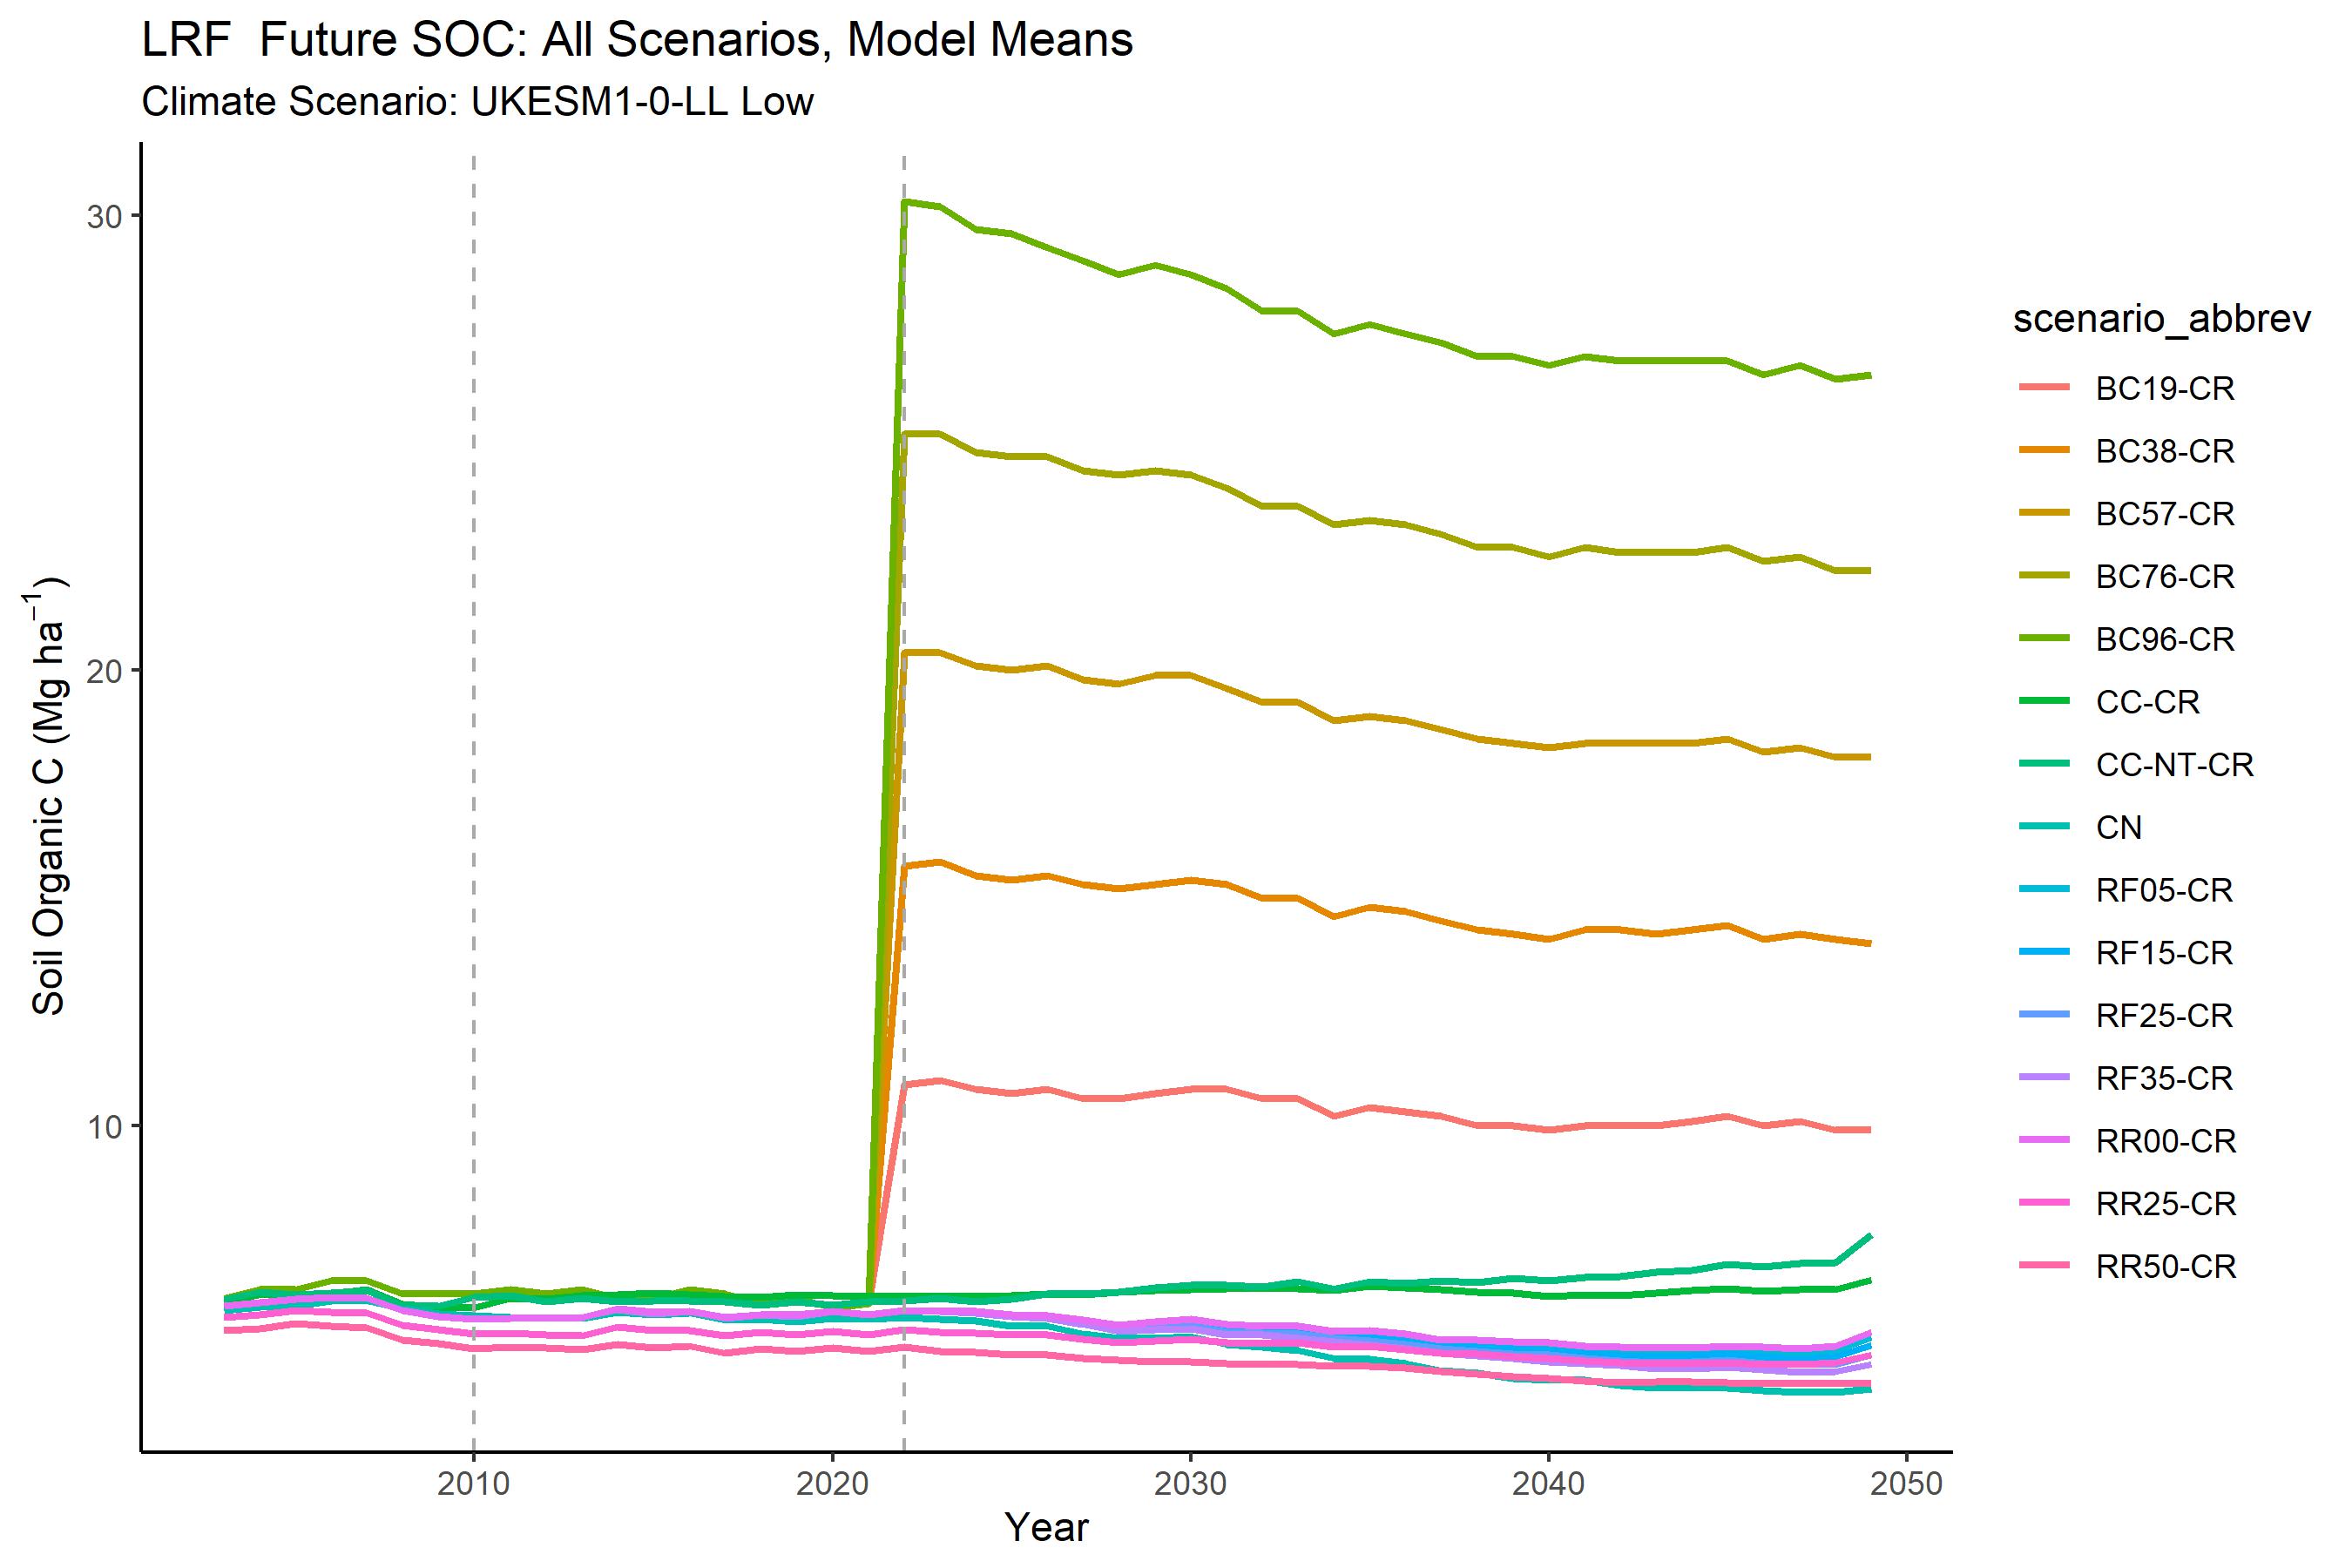 LRF  Future SOC: All Scenarios, Model Means
Climate Scenario: UKESM1-0-LL Low
Soil Organic C (Mg ha⁻¹)
30
20
10
2010
2020
2030
2040
2050
Year
scenario_abbrev
BC19-CR
BC38-CR
BC57-CR
BC76-CR
BC96-CR
CC-CR
CC-NT-CR
CN
RF05-CR
RF15-CR
RF25-CR
RF35-CR
RR00-CR
RR25-CR
RR50-CR